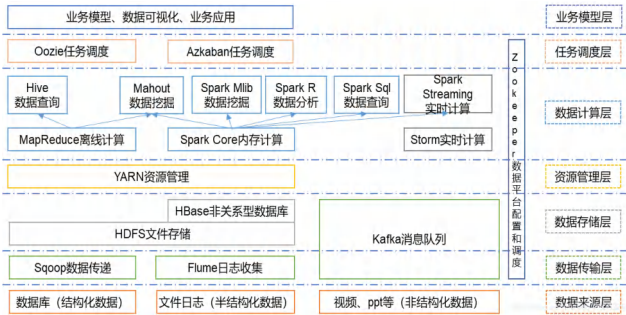 业务模型、数据可视化、业务应用
业务模型层
Oozie任务调度
Azkaban任务调度
任务调度层
Hive
数据查询
Mahout
数据挖掘
Spark Mlib
数据挖掘
Spark R
数据分析
Spark Sql
数据查询
Spark
Streaming
实时计算
数据计算层
MapReduce离线计算
Spark Core内存计算
Storm实时计算
Zookeeper数据平台配置和调度
YARN资源管理
资源管理层
HBase非关系型数据库
HDFS文件存储
Kafka消息队列
数据存储层
Sqoop数据传递
Flume日志收集
数据传输层
数据库（结构化数据）
文件日志（半结构化数据）
视频、ppt等（非结构化数据）
数据来源层